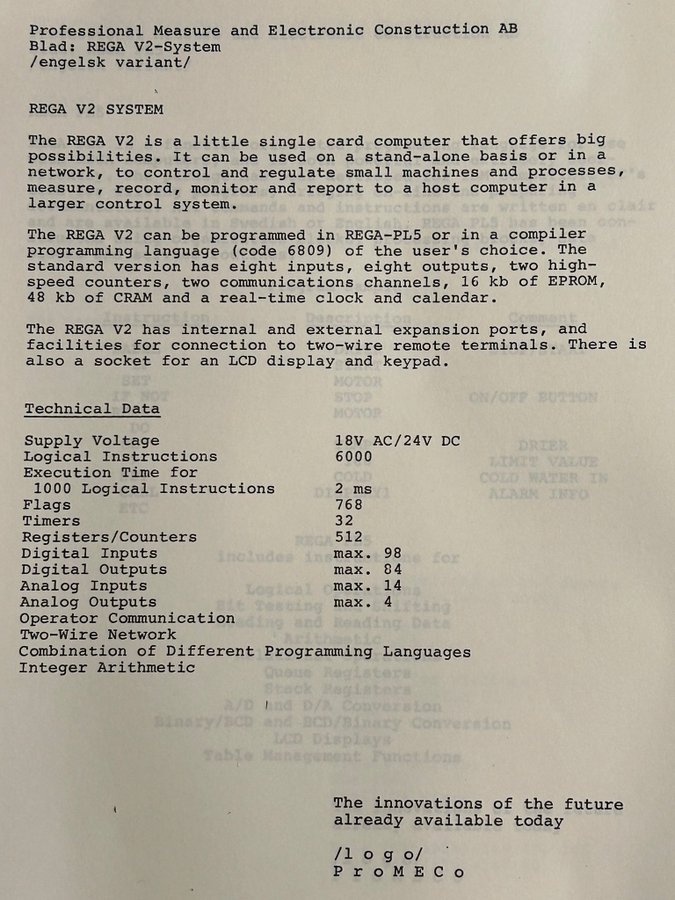 Professional Measure and Electronic Construction AB
Blad: REGA V2-System
/engelsk variant/
REGA V2 SYSTEM
The REGA V2 is a little single card computer that offers big
possibilities. It can be used on a stand-alone basis or in a
network, to control and regulate small machines and processes,
measure, record, monitor and report to a host computer in a
larger control system.
The REGA V2 can be programmed in REGA-PL5 or in a compiler
programming language (code 6809) of the user's choice. The
standard version has eight inputs, eight outputs, two high-
speed counters, two communications channels, 16 kb of EPROM,
48 kb of CRAM and a real-time clock and calendar.
The REGA V2 has internal and external expansion ports, and
facilities for connection to two-wire remote terminals. There is
also a socket for an LCD display and keypad.
Technical Data
Supply Voltage 18V AC/24V DC
Logical Instructions 6000
Execution Time for
1000 Logical Instructions 2 ms
Flags 768
Timers 32
Registers/Counters 512
Digital Inputs max. 98
Digital Outputs max. 84
Analog Inputs max. 14
Analog Outputs max. 4
Operator Communication
Two-Wire Network
Combination of Different Programming Languages
Integer Arithmetic
The innovations of the future
already available today
/l o g o/
P r o M E C o